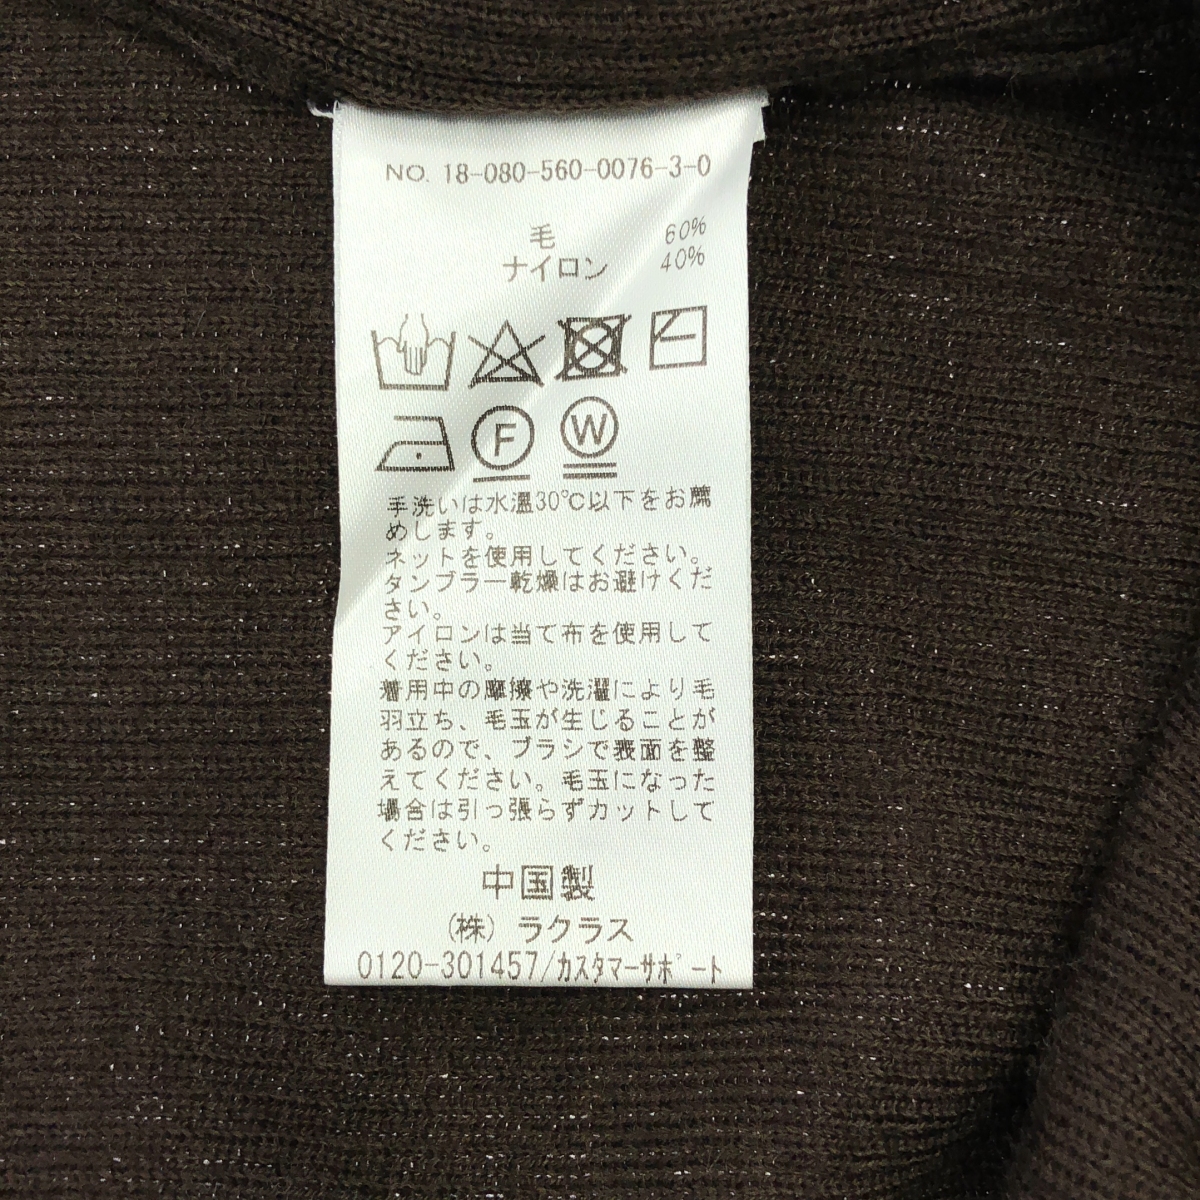 NO. 18-080-560-0076-3-0
毛 60%
ナイロン 40%
F W
手洗いは水温30℃以下をお薦
めします。
ネットを使用してください。
タンブラー乾燥はお避けくだ
さい。
アイロンは当て布を使用して
ください。
着用中の摩擦や洗濯により毛
羽立ち、毛玉が生じることが
あるので、ブラシで表面を整
えてください。毛玉になった
場合は引っ張らずカットして
ください。
中国製
(株) ラクラス
0120-301457/カスタマーサポート